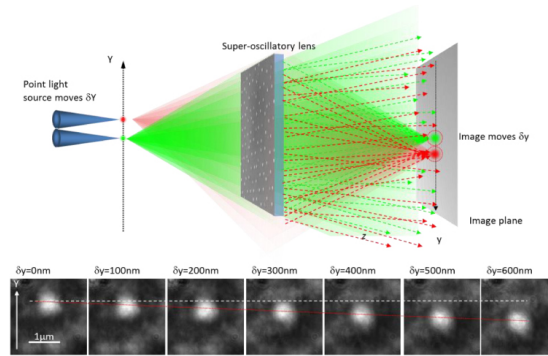 Super-oscillatory lens
Y
Point light
source moves δY
Image moves δy
Image plane
z
y
δy=0nm
δy=100nm
δy=200nm
δy=300nm
δy=400nm
δy=500nm
δy=600nm
Y
1µm